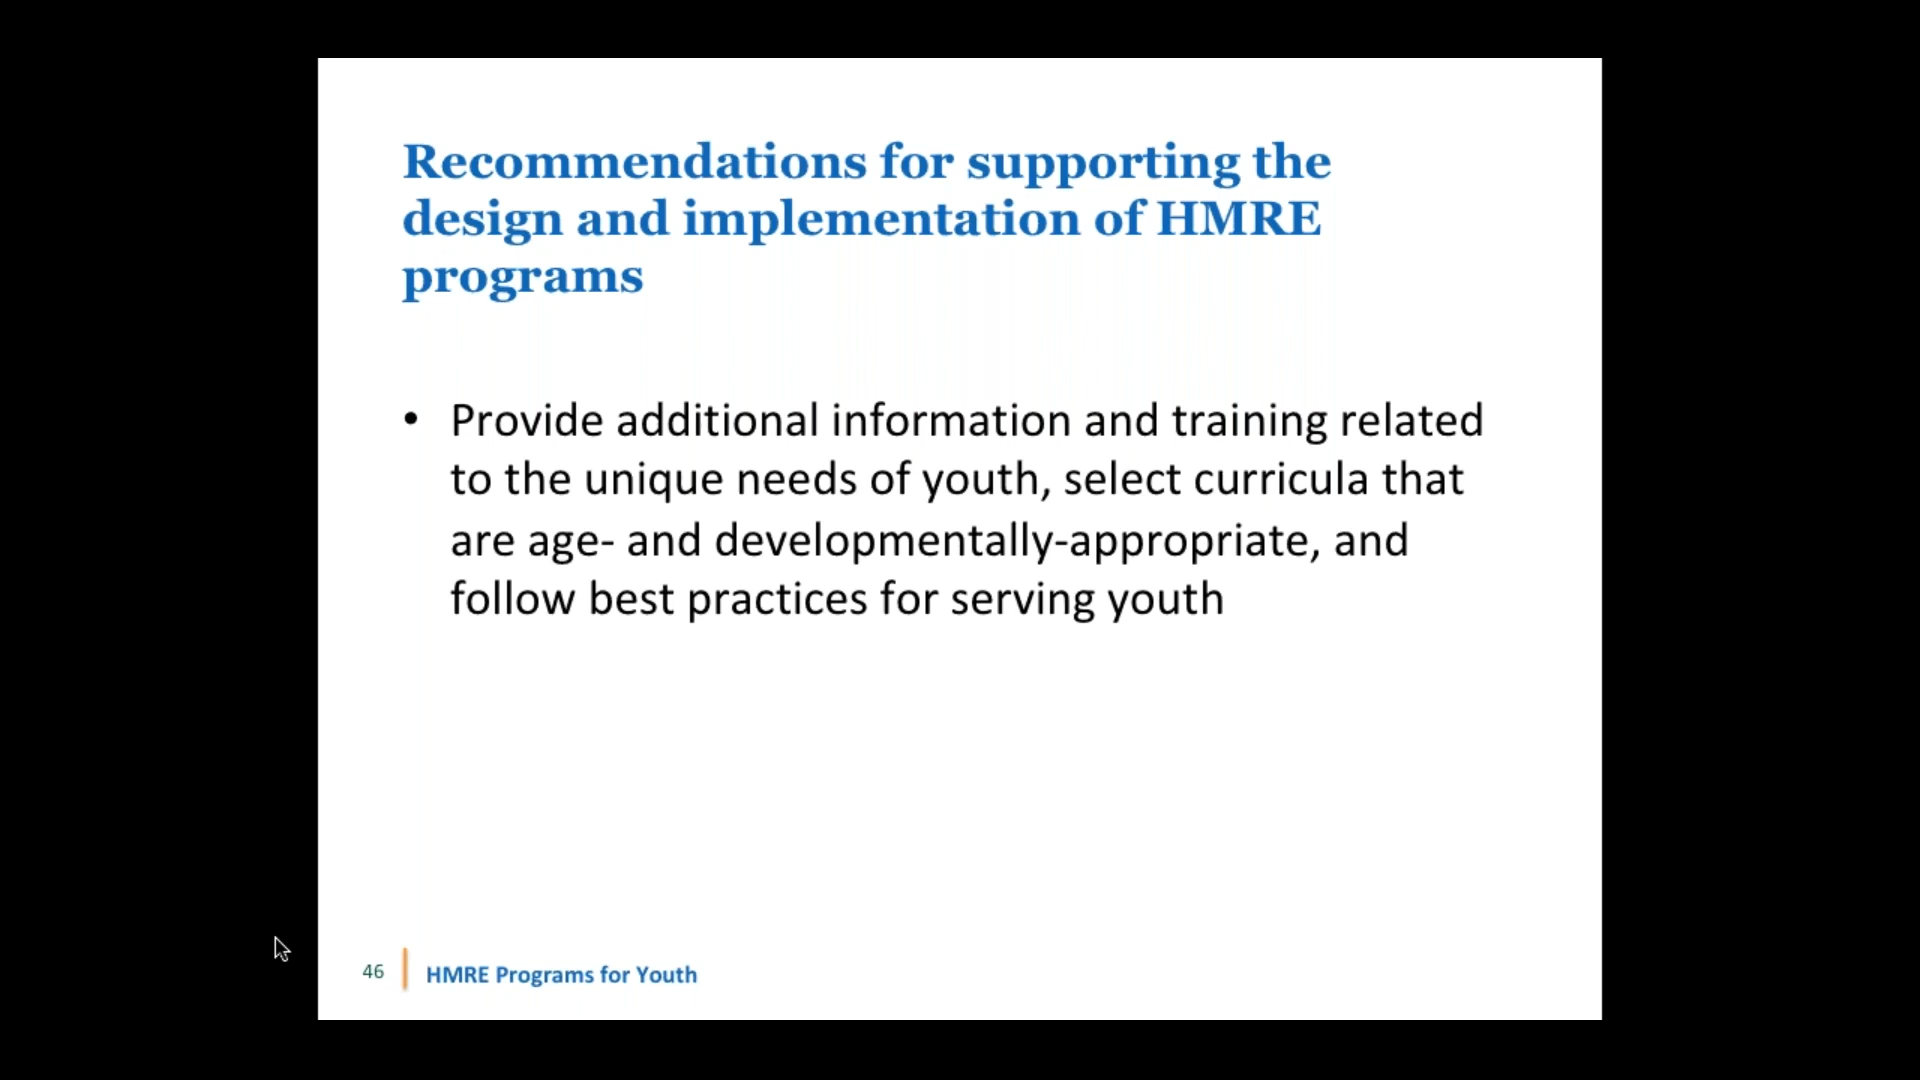 Recommendations for supporting the
design and implementation of HMRE
programs
• Provide additional information and training related
to the unique needs of youth, select curricula that
are age- and developmentally-appropriate, and
follow best practices for serving youth
46 HMRE Programs for Youth